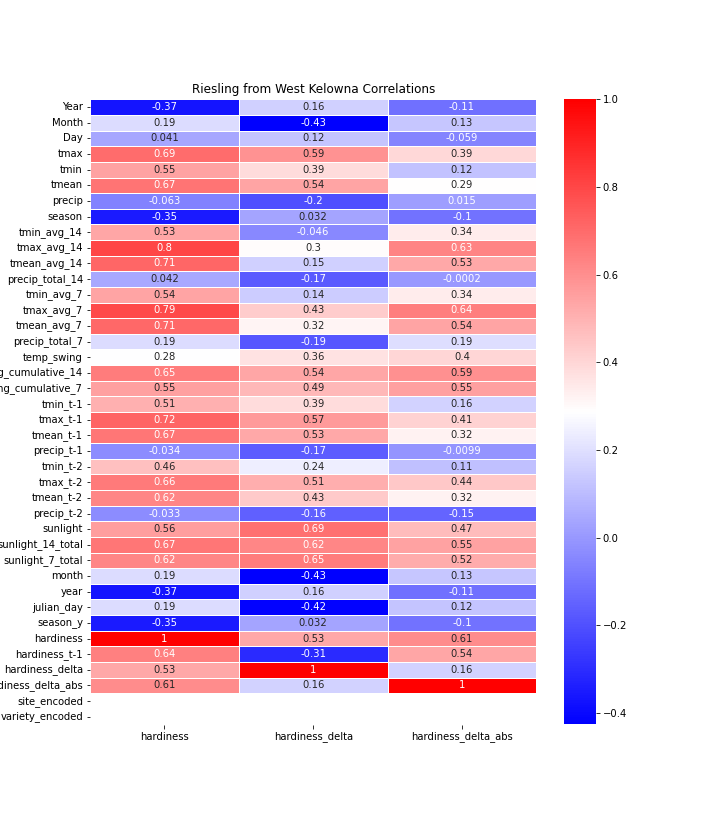 Riesling from West Kelowna Correlations
Year -0.37 0.16 -0.11
Month 0.19 -0.43 0.13
Day 0.041 0.12 -0.059
tmax 0.69 0.59 0.39
tmin 0.55 0.39 0.12
tmean 0.67 0.54 0.29
precip -0.063 -0.2 0.015
season -0.35 0.032 -0.1
tmin_avg_14 0.53 -0.046 0.34
tmax_avg_14 0.8 0.3 0.63
tmean_avg_14 0.71 0.15 0.53
precip_total_14 0.042 -0.17 -0.0002
tmin_avg_7 0.54 0.14 0.34
tmax_avg_7 0.79 0.43 0.64
tmean_avg_7 0.71 0.32 0.54
precip_total_7 0.19 -0.19 0.19
temp_swing 0.28 0.36 0.4
g_cumulative_14 0.65 0.54 0.59
ng_cumulative_7 0.55 0.49 0.55
tmin_t-1 0.51 0.39 0.16
tmax_t-1 0.72 0.57 0.41
tmean_t-1 0.67 0.53 0.32
precip_t-1 -0.034 -0.17 -0.0099
tmin_t-2 0.46 0.24 0.11
tmax_t-2 0.66 0.51 0.44
tmean_t-2 0.62 0.43 0.32
precip_t-2 -0.033 -0.16 -0.15
sunlight 0.56 0.69 0.47
sunlight_14_total 0.67 0.62 0.55
sunlight_7_total 0.62 0.65 0.52
month 0.19 -0.43 0.13
year -0.37 0.16 -0.11
julian_day 0.19 -0.42 0.12
season_y -0.35 0.032 -0.1
hardiness 1 0.53 0.61
hardiness_t-1 0.64 -0.31 0.54
hardiness_delta 0.53 1 0.16
diness_delta_abs 0.61 0.16 1
site_encoded
variety_encoded
hardiness hardiness_delta hardiness_delta_abs
1.0
0.8
0.6
0.4
0.2
0.0
−0.2
−0.4